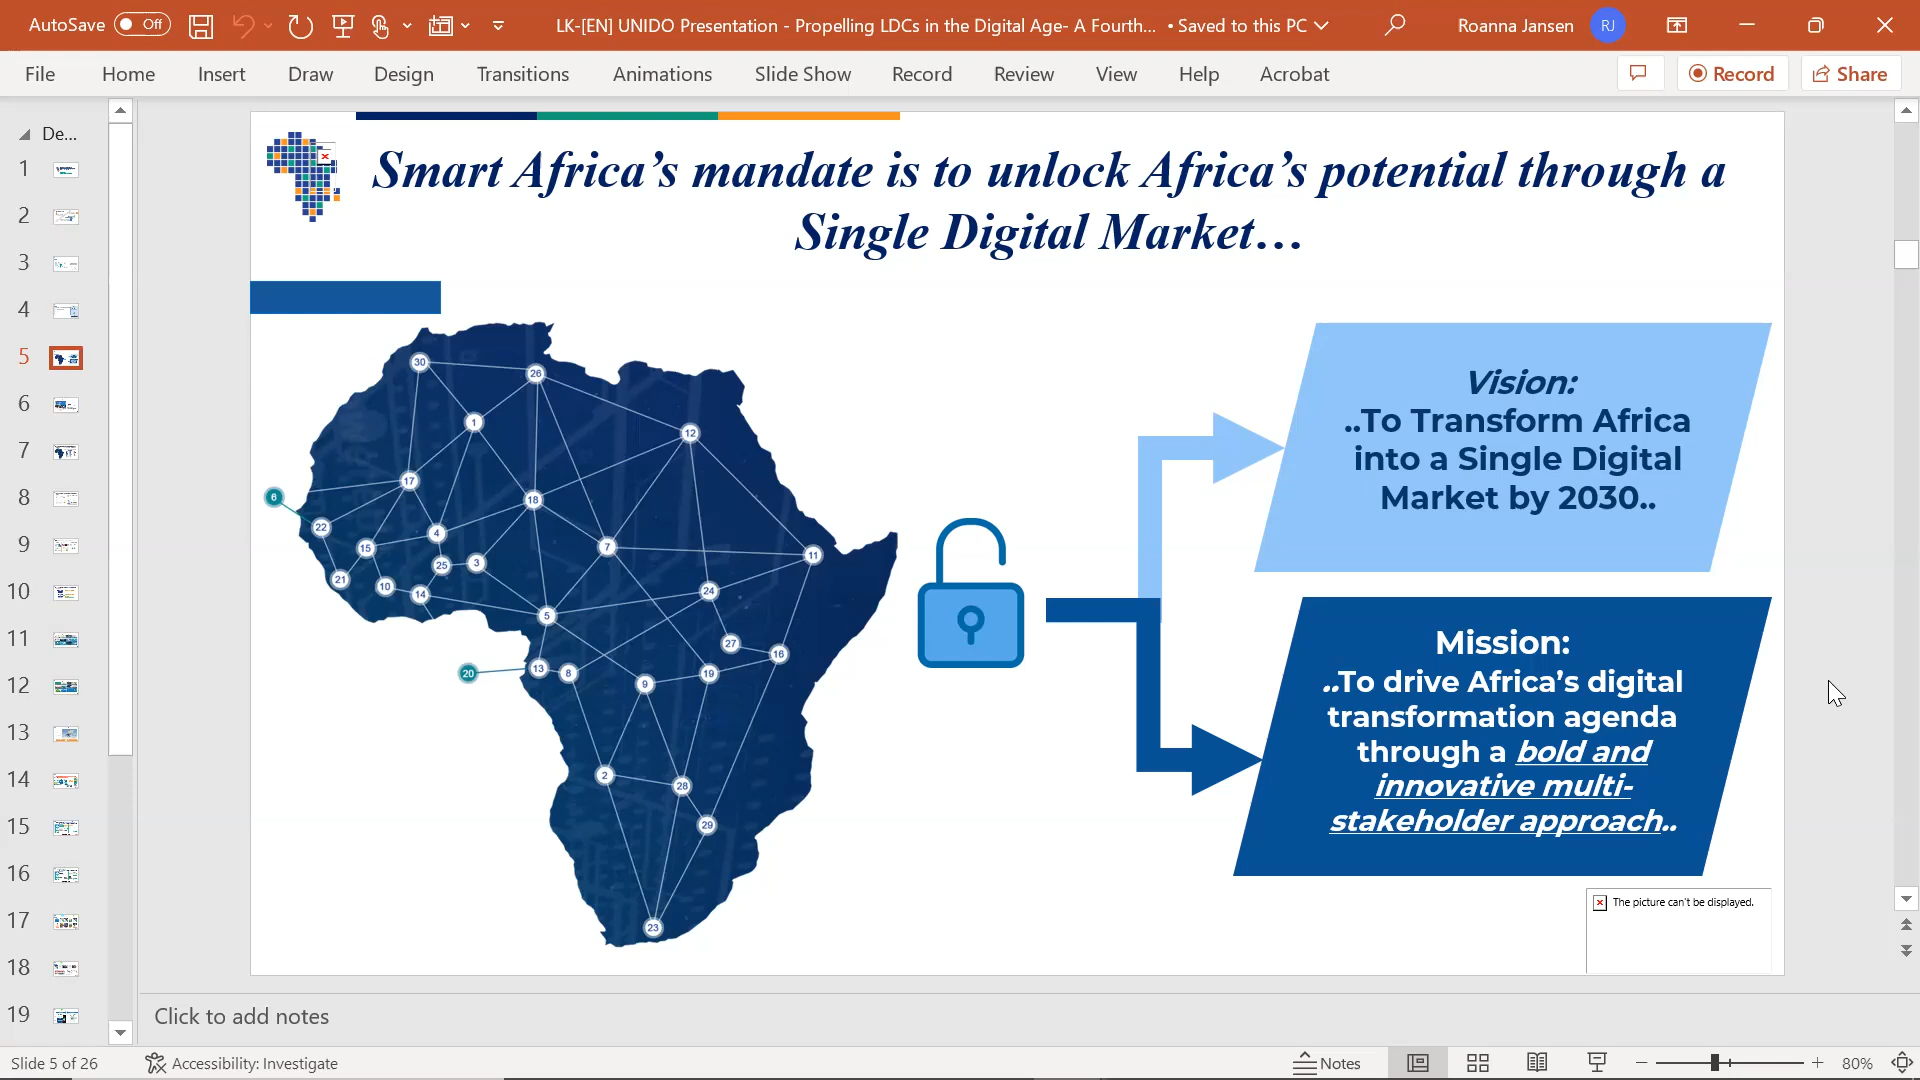 AutoSave Off LK-[EN] UNIDO Presentation - Propelling LDCs in the Digital Age- A Fourth... • Saved to this PC Roanna Jansen RJ
File Home Insert Draw Design Transitions Animations Slide Show Record Review View Help Acrobat Record Share
De...
1
2
3
4
5
6
7
8
9
10
11
12
13
14
15
16
17
18
19
Smart Africa’s mandate is to unlock Africa’s potential through a
Single Digital Market…
30
26
1
12
17
18
6
22
4
15
7
11
25
3
21
10
14
24
5
27
16
20
13
8
9
19
2
28
29
23
Vision:
..To Transform Africa
into a Single Digital
Market by 2030..
Mission:
..To drive Africa’s digital
transformation agenda
through a bold and
innovative multi-
stakeholder approach..
The picture can't be displayed.
Click to add notes
Slide 5 of 26 Accessibility: Investigate Notes 80%